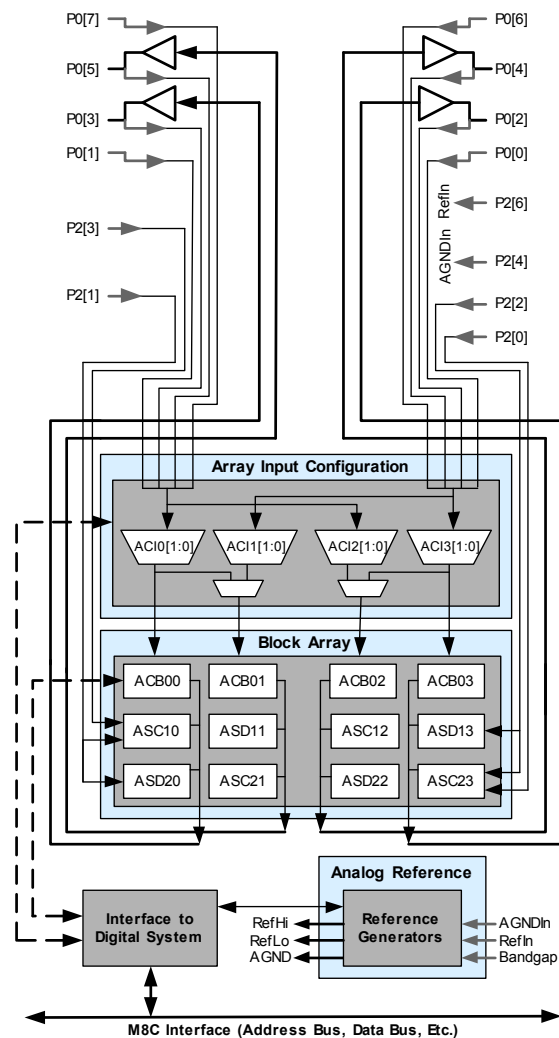 P0[7]
P0[6]
P0[5]
P0[4]
P0[3]
P0[2]
P0[1]
P0[0]
P2[6]
RefIn
P2[3]
AGNDIn
P2[4]
P2[1]
P2[2]
P2[0]
Array Input Configuration
ACI0[1:0]
ACI1[1:0]
ACI2[1:0]
ACI3[1:0]
Block Array
ACB00
ACB01
ACB02
ACB03
ASC10
ASD11
ASC12
ASD13
ASD20
ASC21
ASD22
ASC23
Analog Reference
Interface to
Digital System
RefHi
RefLo
AGND
Reference
Generators
AGNDIn
RefIn
Bandgap
M8C Interface (Address Bus, Data Bus, Etc.)